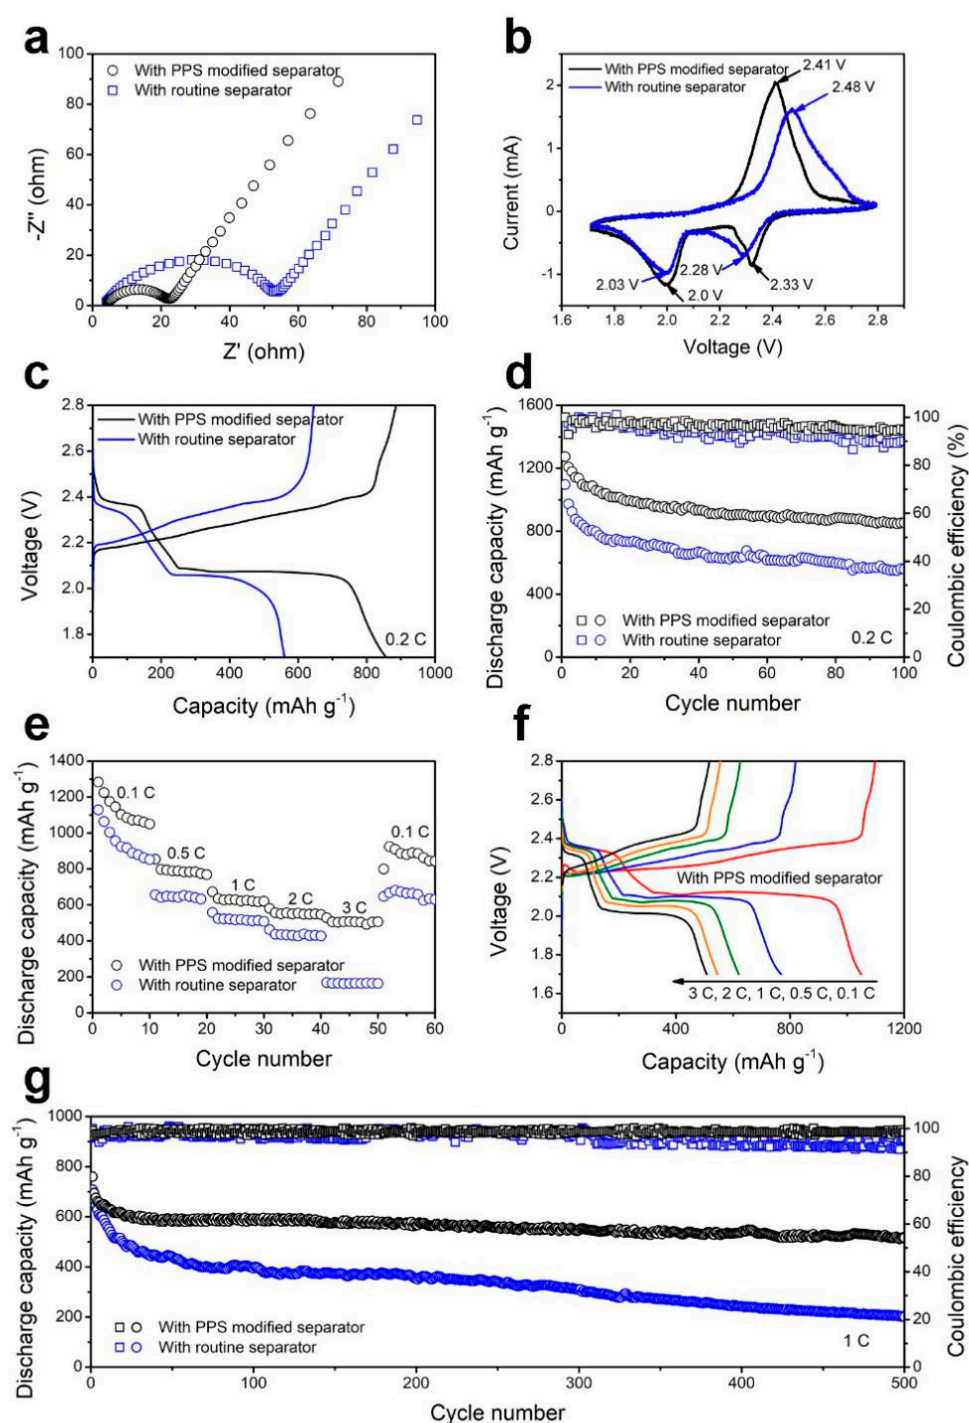 a
100
80
60
40
20
0
-Z'' (ohm)
With PPS modified separator
With routine separator
0 20 40 60 80 100
Z' (ohm)
b
2
1
0
-1
Current (mA)
With PPS modified separator
With routine separator
2.41 V
2.48 V
2.03 V
2.0 V
2.28 V
2.33 V
1.6 1.8 2.0 2.2 2.4 2.6 2.8
Voltage (V)
c
2.8
2.4
2.2
2.0
1.8
Voltage (V)
With PPS modified separator
With routine separator
0.2 C
0 200 400 600 800 1000
Capacity (mAh g⁻¹)
d
1600
1400
1200
1000
800
600
400
200
0
Discharge capacity (mAh g⁻¹)
100
80
60
40
20
0
Coulombic efficiency (%)
With PPS modified separator
With routine separator
0.2 C
0 20 40 60 80 100
Cycle number
e
1400
1200
1000
800
600
400
200
0
Discharge capacity (mAh g⁻¹)
0.1 C
0.5 C
1 C
2 C
3 C
0.1 C
With PPS modified separator
With routine separator
0 10 20 30 40 50 60
Cycle number
f
2.8
2.6
2.4
2.2
2.0
1.8
1.6
Voltage (V)
With PPS modified separator
3 C, 2 C, 1 C, 0.5 C, 0.1 C
0 400 800 1200
Capacity (mAh g⁻¹)
g
1000
800
600
400
200
0
Discharge capacity (mAh g⁻¹)
100
80
60
40
20
0
Coulombic efficiency
With PPS modified separator
With routine separator
1 C
0 100 200 300 400 500
Cycle number